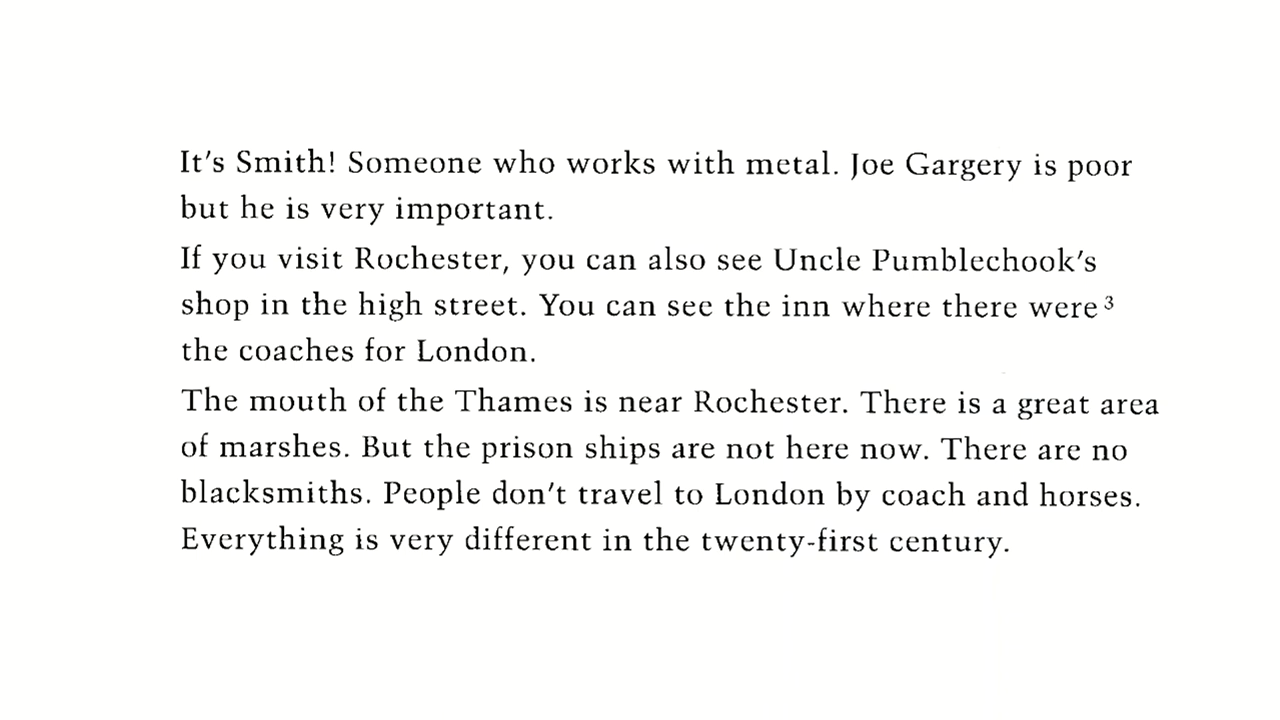 It's Smith! Someone who works with metal. Joe Gargery is poor
but he is very important.
If you visit Rochester, you can also see Uncle Pumblechook's
shop in the high street. You can see the inn where there were³
the coaches for London.
The mouth of the Thames is near Rochester. There is a great area
of marshes. But the prison ships are not here now. There are no
blacksmiths. People don't travel to London by coach and horses.
Everything is very different in the twenty-first century.